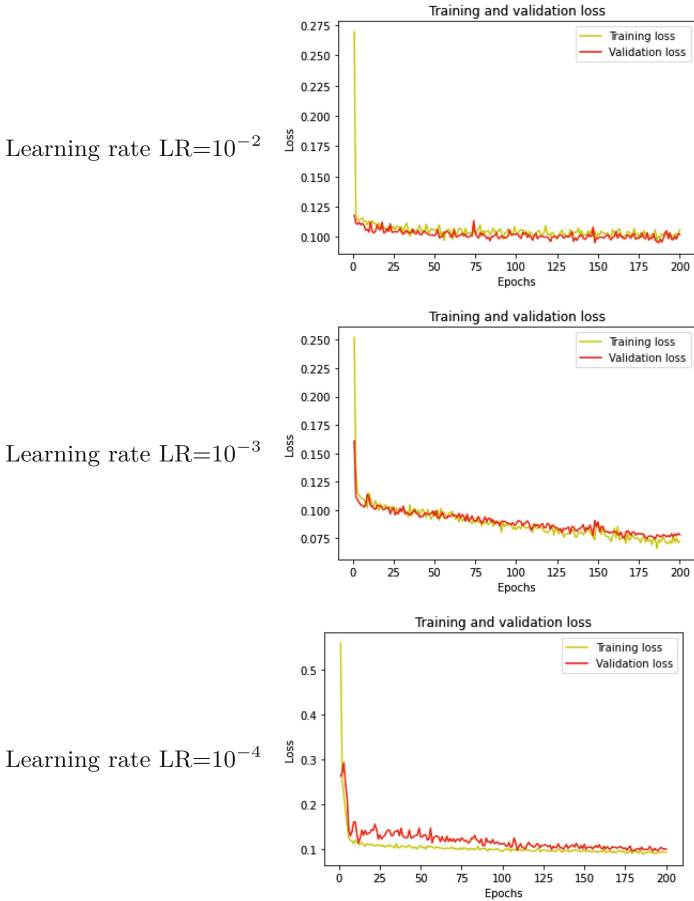 Training and validation loss
0.275
0.250
0.225
0.200
0.175
0.150
0.125
0.100
Loss
Training loss
Validation loss
0 25 50 75 100 125 150 175 200
Epochs
Learning rate LR=10⁻²
Training and validation loss
0.250
0.225
0.200
0.175
0.150
0.125
0.100
0.075
Loss
Training loss
Validation loss
0 25 50 75 100 125 150 175 200
Epochs
Learning rate LR=10⁻³
Training and validation loss
0.5
0.4
0.3
0.2
0.1
Loss
Training loss
Validation loss
0 25 50 75 100 125 150 175 200
Epochs
Learning rate LR=10⁻⁴